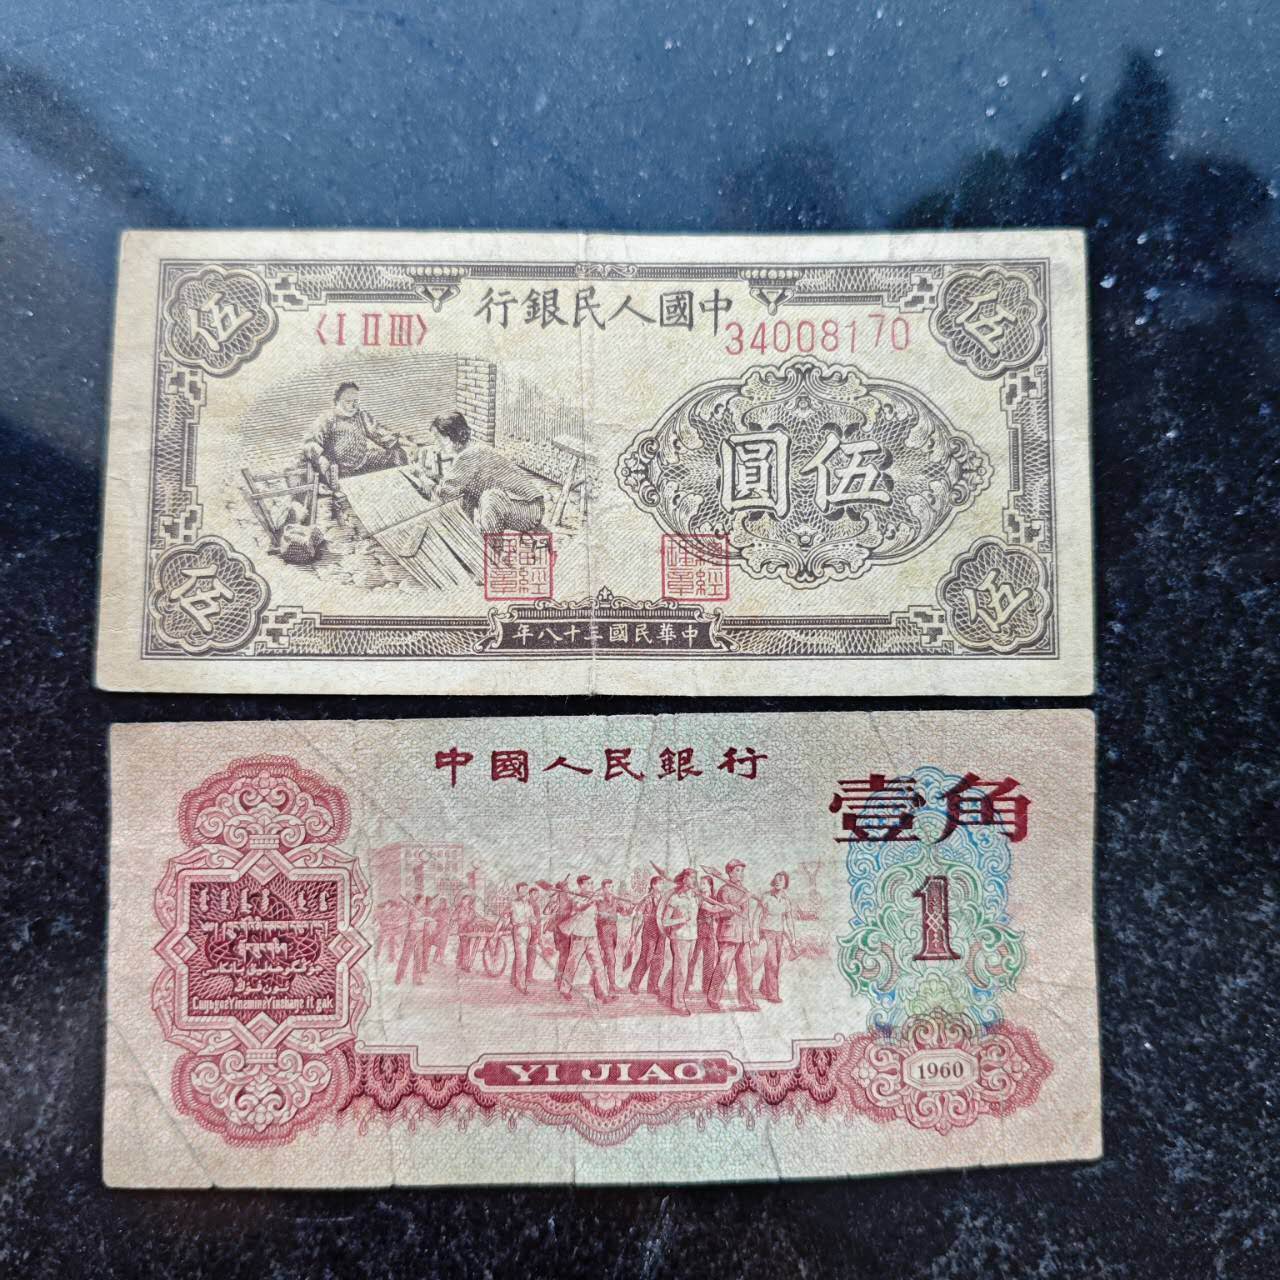 中國人民銀行
〈I II III〉
34008170
伍
伍
伍圓
伍
伍
中華民國三十八年
中國人民銀行
壹角
1
YI JIAO
1960